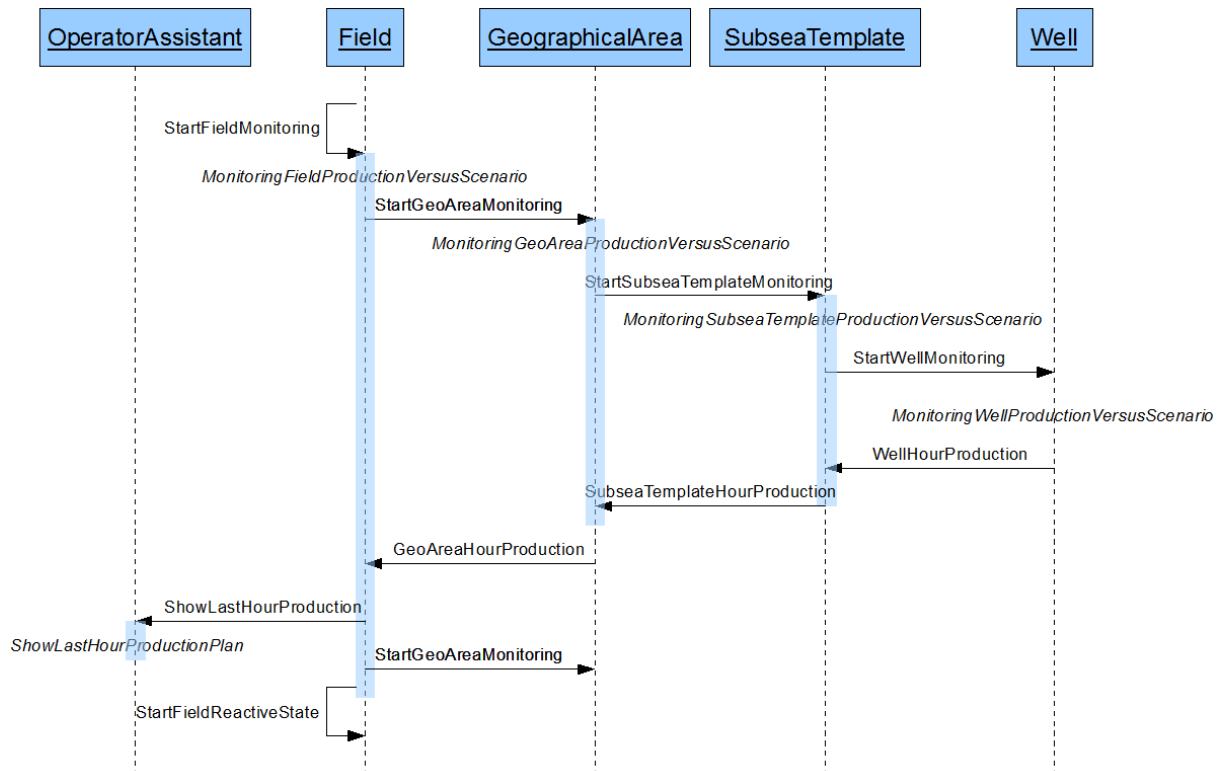 OperatorAssistant
Field
GeographicalArea
SubseaTemplate
Well
StartFieldMonitoring
MonitoringFieldProductionVersusScenario
StartGeoAreaMonitoring
MonitoringGeoAreaProductionVersusScenario
StartSubseaTemplateMonitoring
MonitoringSubseaTemplateProductionVersusScenario
StartWellMonitoring
MonitoringWellProductionVersusScenario
WellHourProduction
SubseaTemplateHourProduction
GeoAreaHourProduction
ShowLastHourProduction
ShowLastHourProductionPlan
StartGeoAreaMonitoring
StartFieldReactiveState